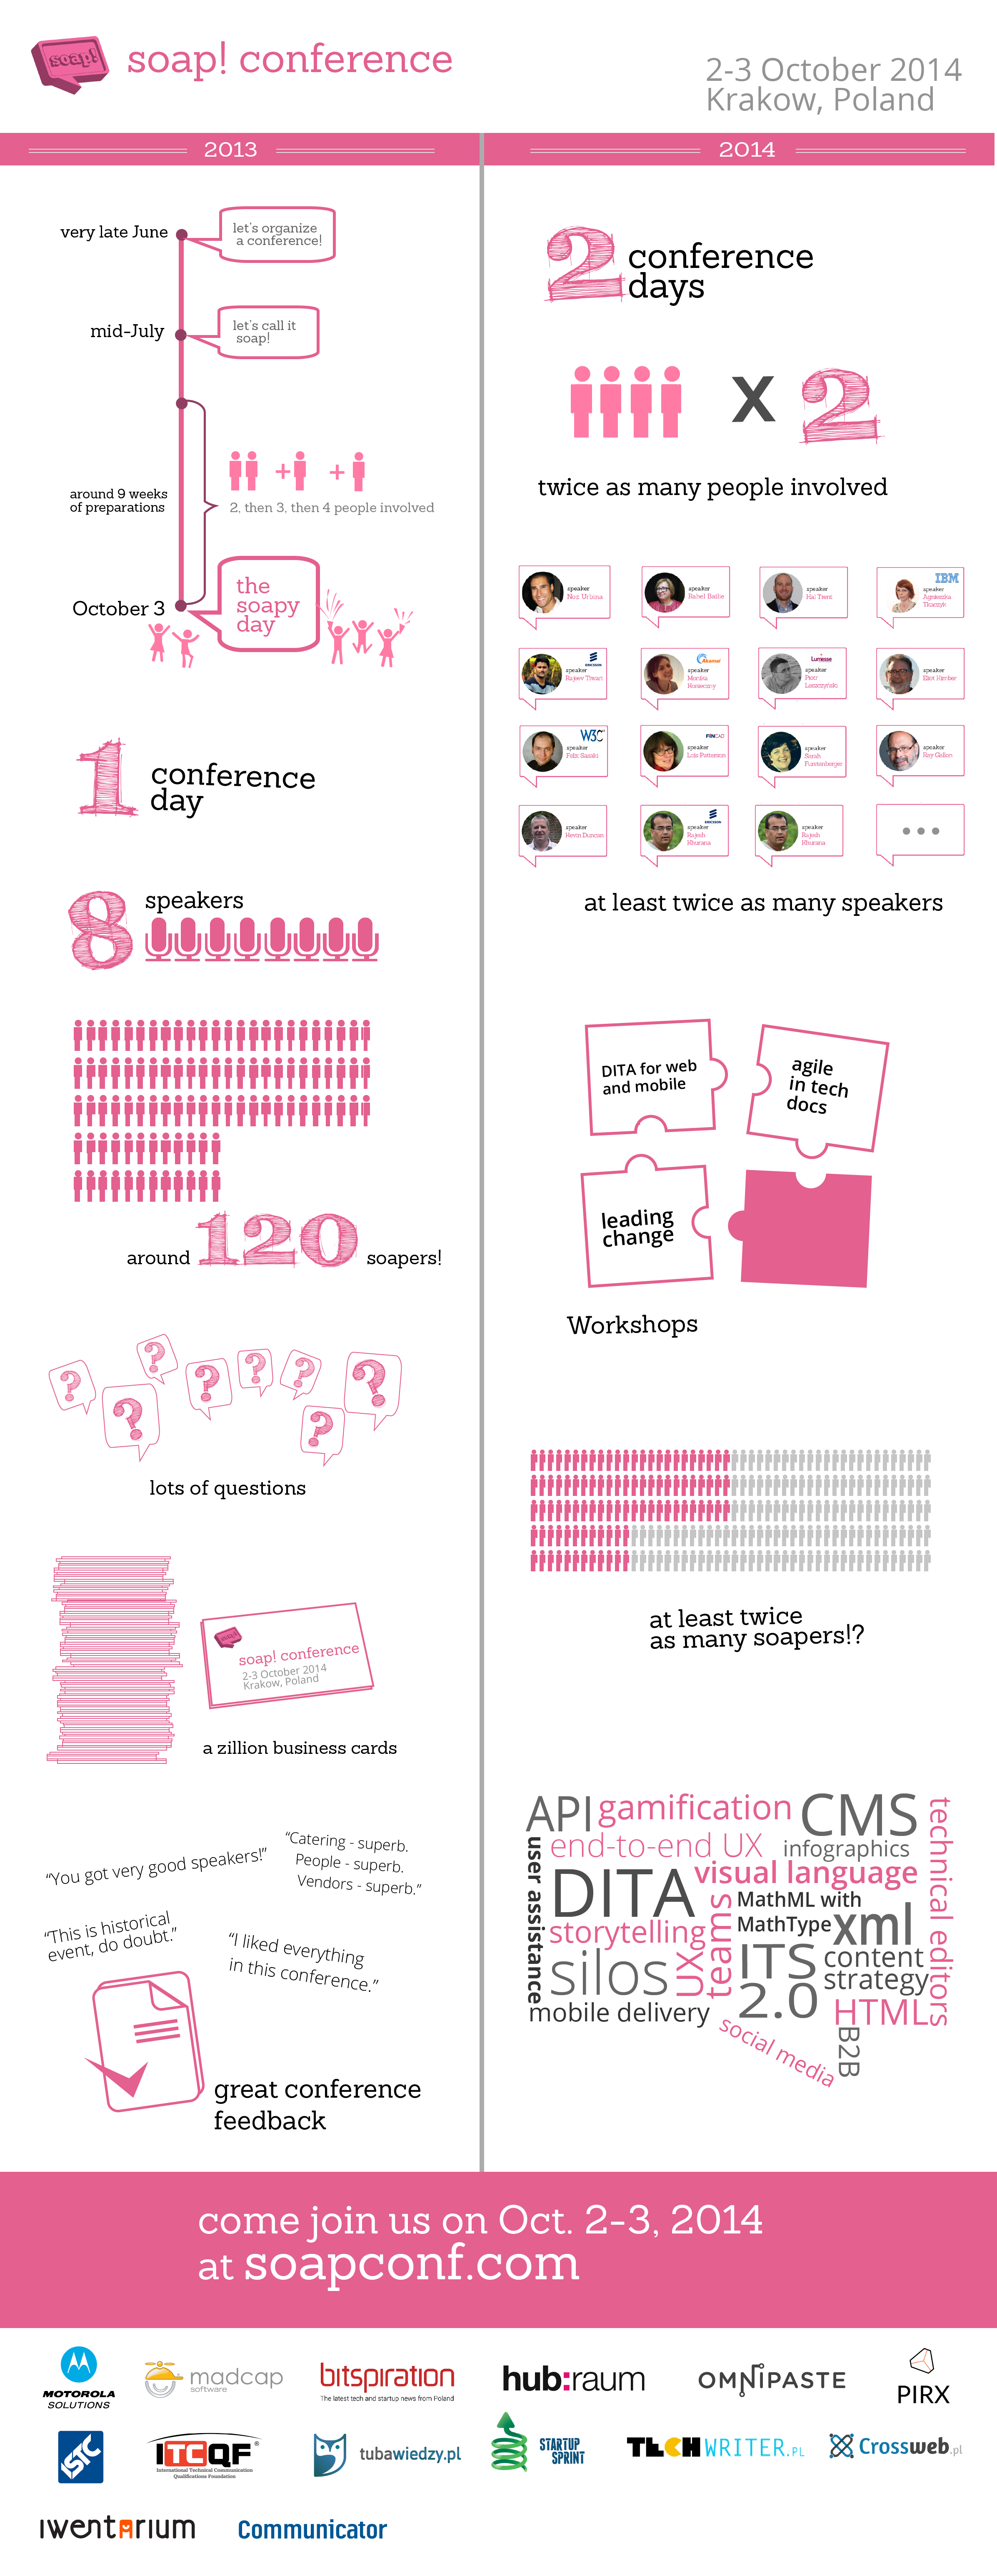 soap!
soap! conference
2-3 October 2014
Krakow, Poland
2013
very late June
let's organize
a conference!
mid-July
let's call it
soap!
around 9 weeks
of preparations
+
+
2, then 3, then 4 people involved
October 3
the
soapy
day
1
conference
day
8
speakers
around 120 soapers!
?
?
?
?
?
?
?
?
lots of questions
soap!
soap! conference
2-3 October 2014
Krakow, Poland
a zillion business cards
"You got very good speakers!"
"Catering - superb.
People - superb.
Vendors - superb."
"This is historical
event, do doubt."
"I liked everything
in this conference."
great conference
feedback
2014
2
conference
days
X 2
twice as many people involved
speaker
Noz Urbina
speaker
Rahel Bailie
speaker
Hal Trent
IBM
speaker
Agnieszka
Tkaczyk
ERICSSON
speaker
Rajeev Tiwari
Akamai
speaker
Monika
Konieczny
Lumesse
speaker
Piotr
Leszczyński
speaker
Eliot Kimber
W3C
speaker
Felix Sasaki
FINCAD
speaker
Lois Patterson
speaker
Sarah
Furstenberger
speaker
Ray Gallon
speaker
Kevin Duncan
ERICSSON
speaker
Rajesh
Khurana
speaker
Rajesh
Khurana
...
at least twice as many speakers
DITA for web
and mobile
agile
in tech
docs
leading
change
Workshops
at least twice
as many soapers!?
API
gamification
CMS
technical editors
user assistance
end-to-end UX
infographics
DITA
visual language
MathML with
MathType
xml
storytelling
UX
teams
ITS
2.0
content
strategy
silos
mobile delivery
HTML5
social media
B2B
come join us on Oct. 2-3, 2014
at soapconf.com
MOTOROLA
SOLUTIONS
madcap
software
bitspiration
The latest tech and startup news from Poland
hub:raum
OMNIPASTE
PIRX
ISTC
ITCQF
®
International Technical Communication
Qualifications Foundation
tubawiedzy.pl
STARTUP
SPRINT
TECHWRITER.PL
Crossweb.pl
iwentarium
Communicator